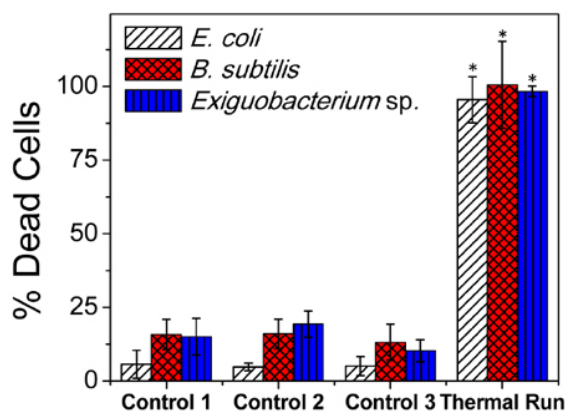 E. coli
B. subtilis
Exiguobacterium sp.
% Dead Cells
100
75
50
25
0
* * *
Control 1 Control 2 Control 3 Thermal Run